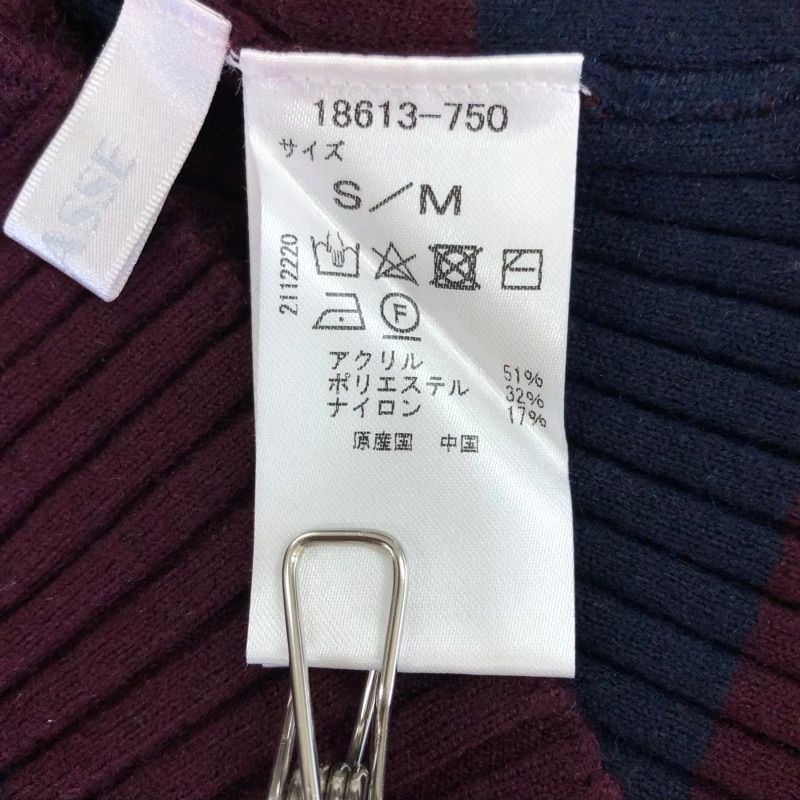 18613-750
サイズ
S/M
2112220
F
アクリル 51%
ポリエステル 32%
ナイロン 17%
原産国 中国
ASSE